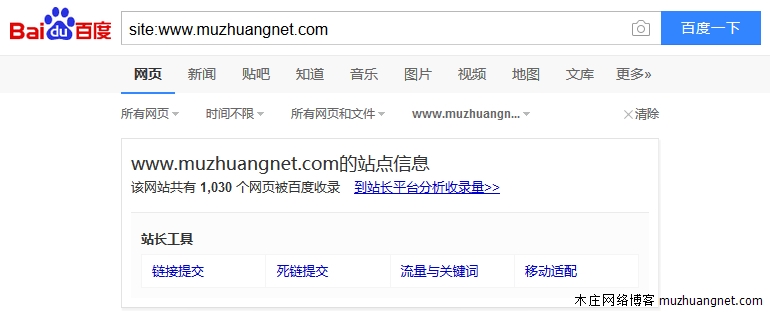 Bai du 百度 site:www.muzhuangnet.com 百度一下
网页 新闻 贴吧 知道 音乐 图片 视频 地图 文库 更多»
所有网页 时间不限 所有网页和文件 www.muzhuangn... 清除
www.muzhuangnet.com的站点信息
该网站共有 1,030 个网页被百度收录 到站长平台分析收录量>>
站长工具
链接提交 死链提交 流量与关键词 移动适配
木庄网络博客 muzhuangnet.com